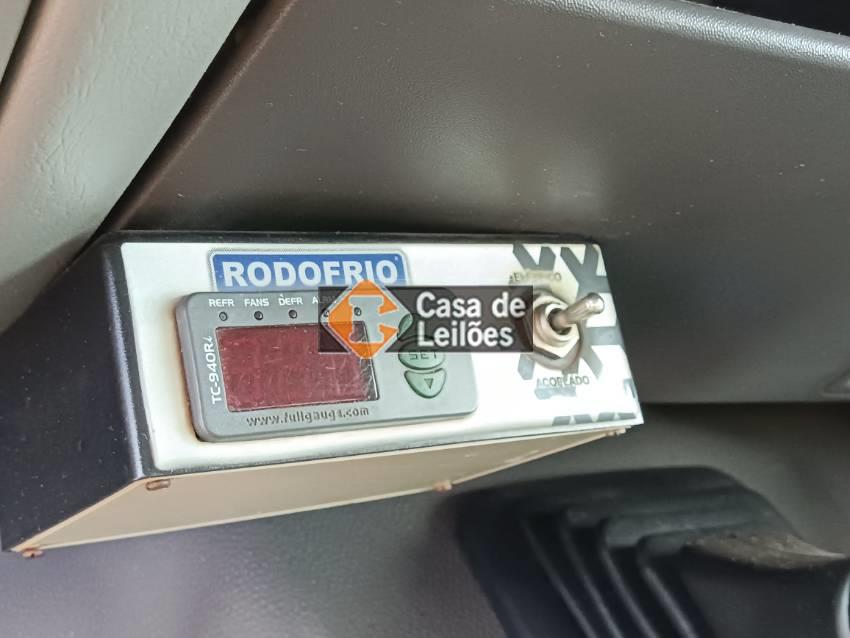 RODOFRIO
REFR FANS DEFR
TC-940Ri
SET
www.fullgauge.com
ACOPLADO
Casa de
Leilões